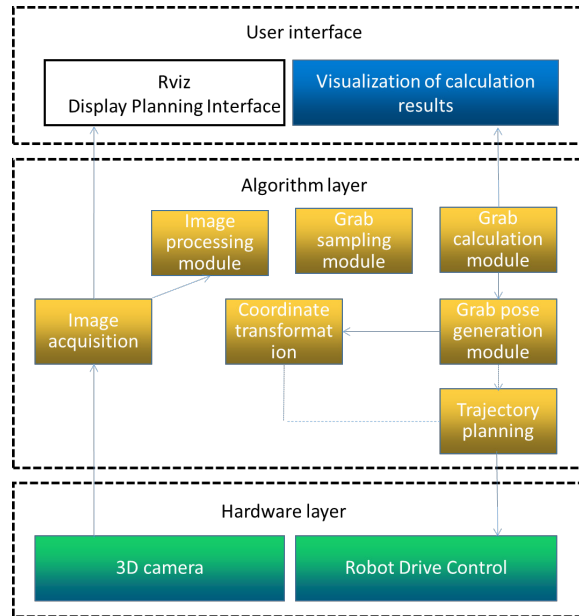 User interface
Rviz
Display Planning Interface
Visualization of calculation
results
Algorithm layer
Image
processing
module
Grab
sampling
module
Grab
calculation
module
Image
acquisition
Coordinate
transformat
ion
Grab pose
generation
module
Trajectory
planning
Hardware layer
3D camera
Robot Drive Control